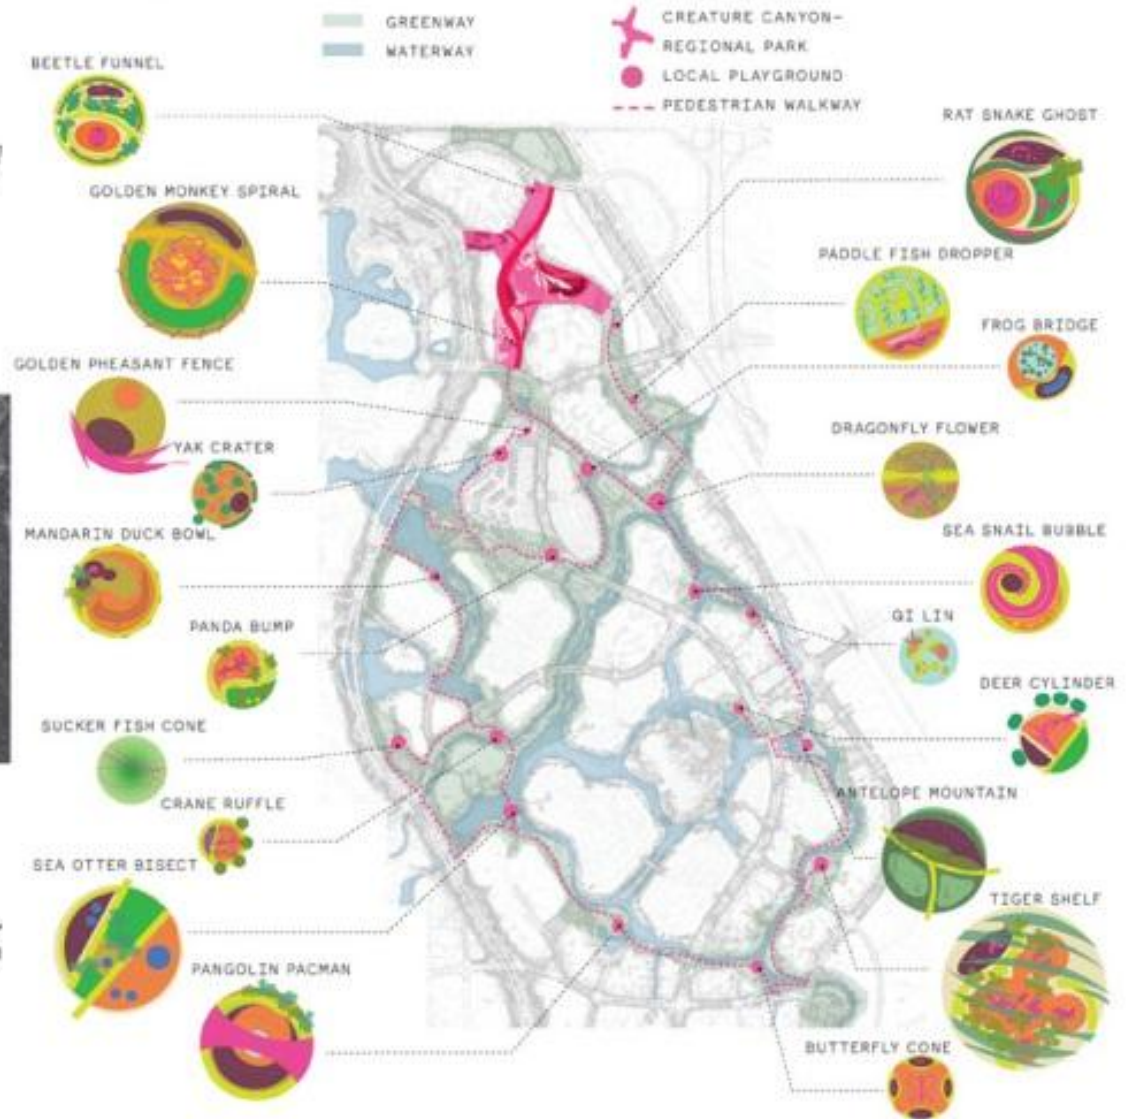 GREENWAY
WATERWAY
CREATURE CANYON-
REGIONAL PARK
LOCAL PLAYGROUND
PEDESTRIAN WALKWAY
BEETLE FUNNEL
GOLDEN MONKEY SPIRAL
GOLDEN PHEASANT FENCE
YAK CRATER
MANDARIN DUCK BOWL
PANDA BUMP
SUCKER FISH CONE
CRANE RUFFLE
SEA OTTER BISECT
PANGOLIN PACMAN
RAT SNAKE GHOST
PADDLE FISH DROPPER
FROG BRIDGE
DRAGONFLY FLOWER
SEA SNAIL BUBBLE
QI LIN
DEER CYLINDER
ANTELOPE MOUNTAIN
TIGER SHELF
BUTTERFLY CONE